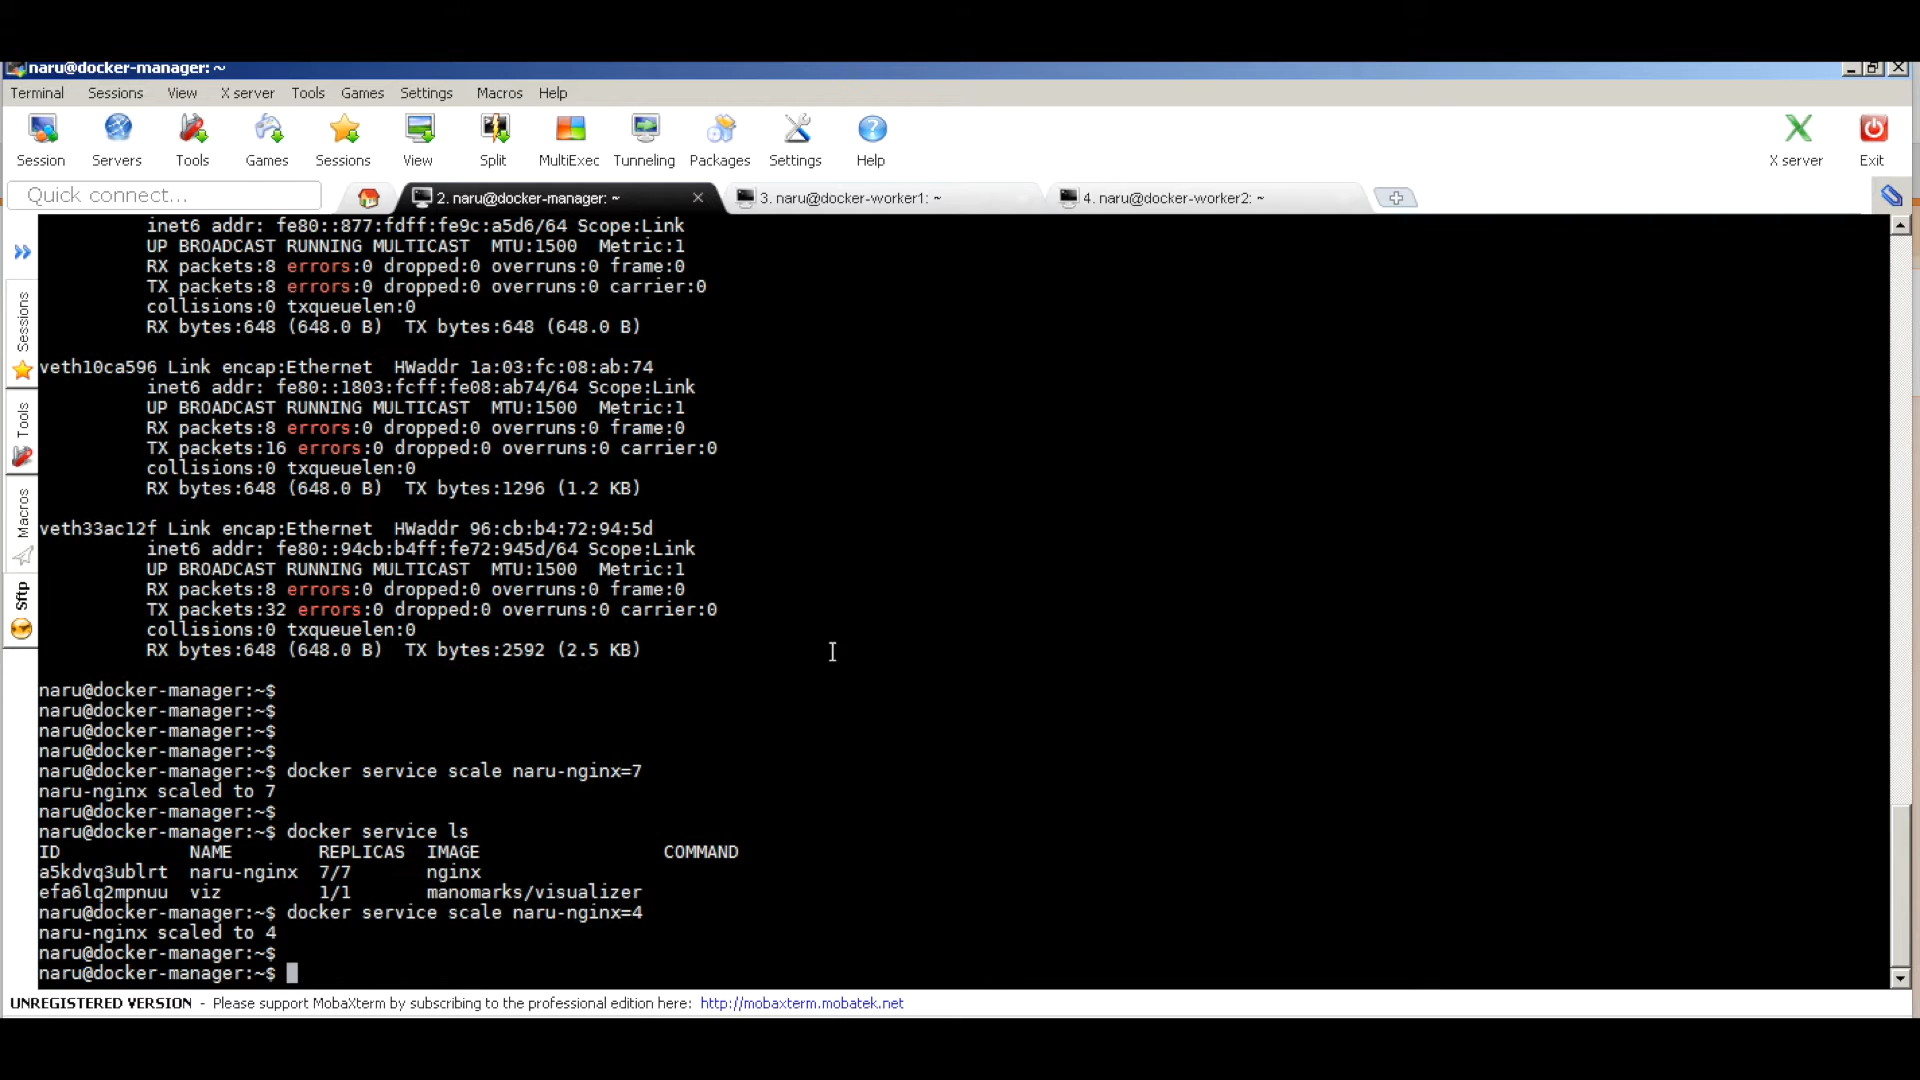 naru@docker-manager: ~
Terminal Sessions View X server Tools Games Settings Macros Help
Session Servers Tools Games Sessions View Split MultiExec Tunneling Packages Settings Help X server Exit
Quick connect... 2. naru@docker-manager: ~ 3. naru@docker-worker1: ~ 4. naru@docker-worker2: ~
Sessions
Tools
Macros
Sftp
inet6 addr: fe80::877:fdff:fe9c:a5d6/64 Scope:Link
UP BROADCAST RUNNING MULTICAST  MTU:1500  Metric:1
RX packets:8 errors:0 dropped:0 overruns:0 frame:0
TX packets:8 errors:0 dropped:0 overruns:0 carrier:0
collisions:0 txqueuelen:0
RX bytes:648 (648.0 B)  TX bytes:648 (648.0 B)
veth10ca596 Link encap:Ethernet  HWaddr 1a:03:fc:08:ab:74
inet6 addr: fe80::1803:fcff:fe08:ab74/64 Scope:Link
UP BROADCAST RUNNING MULTICAST  MTU:1500  Metric:1
RX packets:8 errors:0 dropped:0 overruns:0 frame:0
TX packets:16 errors:0 dropped:0 overruns:0 carrier:0
collisions:0 txqueuelen:0
RX bytes:648 (648.0 B)  TX bytes:1296 (1.2 KB)
veth33ac12f Link encap:Ethernet  HWaddr 96:cb:b4:72:94:5d
inet6 addr: fe80::94cb:b4ff:fe72:945d/64 Scope:Link
UP BROADCAST RUNNING MULTICAST  MTU:1500  Metric:1
RX packets:8 errors:0 dropped:0 overruns:0 frame:0
TX packets:32 errors:0 dropped:0 overruns:0 carrier:0
collisions:0 txqueuelen:0
RX bytes:648 (648.0 B)  TX bytes:2592 (2.5 KB)
naru@docker-manager:~$
naru@docker-manager:~$
naru@docker-manager:~$
naru@docker-manager:~$
naru@docker-manager:~$ docker service scale naru-nginx=7
naru-nginx scaled to 7
naru@docker-manager:~$
naru@docker-manager:~$ docker service ls
ID NAME REPLICAS IMAGE COMMAND
a5kdvq3ublrt naru-nginx 7/7 nginx
efa6lq2mpnuu viz 1/1 manomarks/visualizer
naru@docker-manager:~$ docker service scale naru-nginx=4
naru-nginx scaled to 4
naru@docker-manager:~$
naru@docker-manager:~$
UNREGISTERED VERSION - Please support MobaXterm by subscribing to the professional edition here: http://mobaxterm.mobatek.net